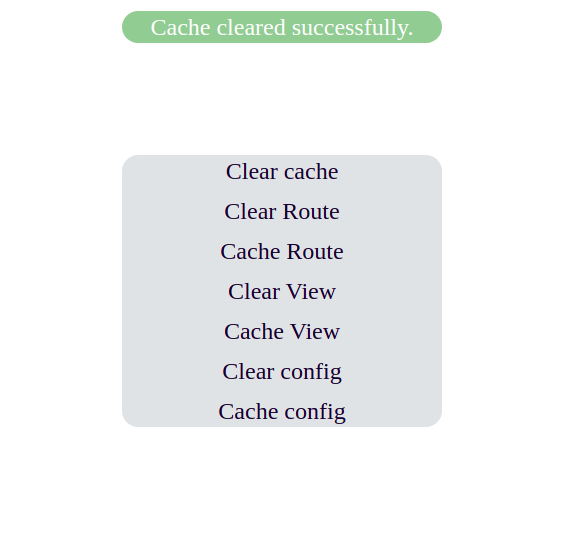 Cache cleared successfully.
Clear cache
Clear Route
Cache Route
Clear View
Cache View
Clear config
Cache config